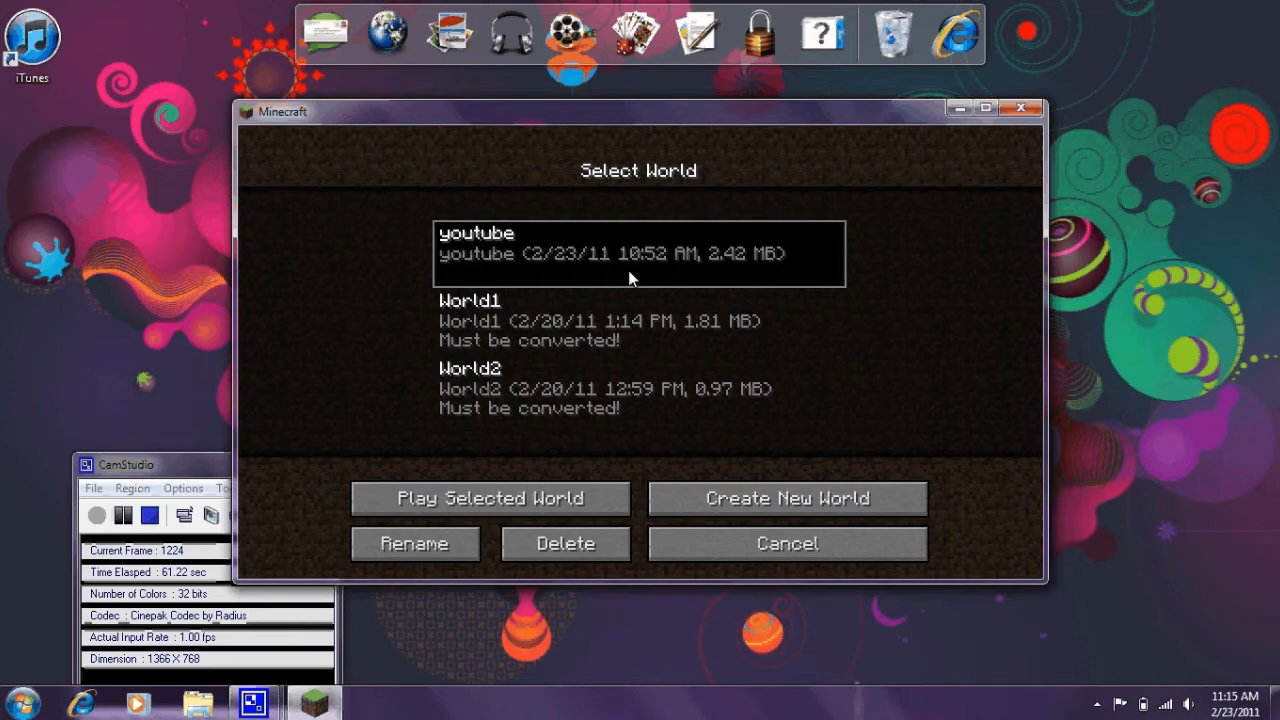 iTunes
?
Minecraft
Select World
youtube
youtube (2/23/11 10:52 AM, 2.42 MB)
World1
World1 (2/20/11 1:14 PM, 1.81 MB)
Must be converted!
World2
World2 (2/20/11 12:59 PM, 0.97 MB)
Must be converted!
Play Selected World
Create New World
Rename
Delete
Cancel
CamStudio
File Region Options To
Current Frame : 1224
Time Elasped : 61.22 sec
Number of Colors : 32 bits
Codec : Cinepak Codec by Radius
Actual Input Rate : 1.00 fps
Dimension : 1366 X 768
11:15 AM
2/23/2011